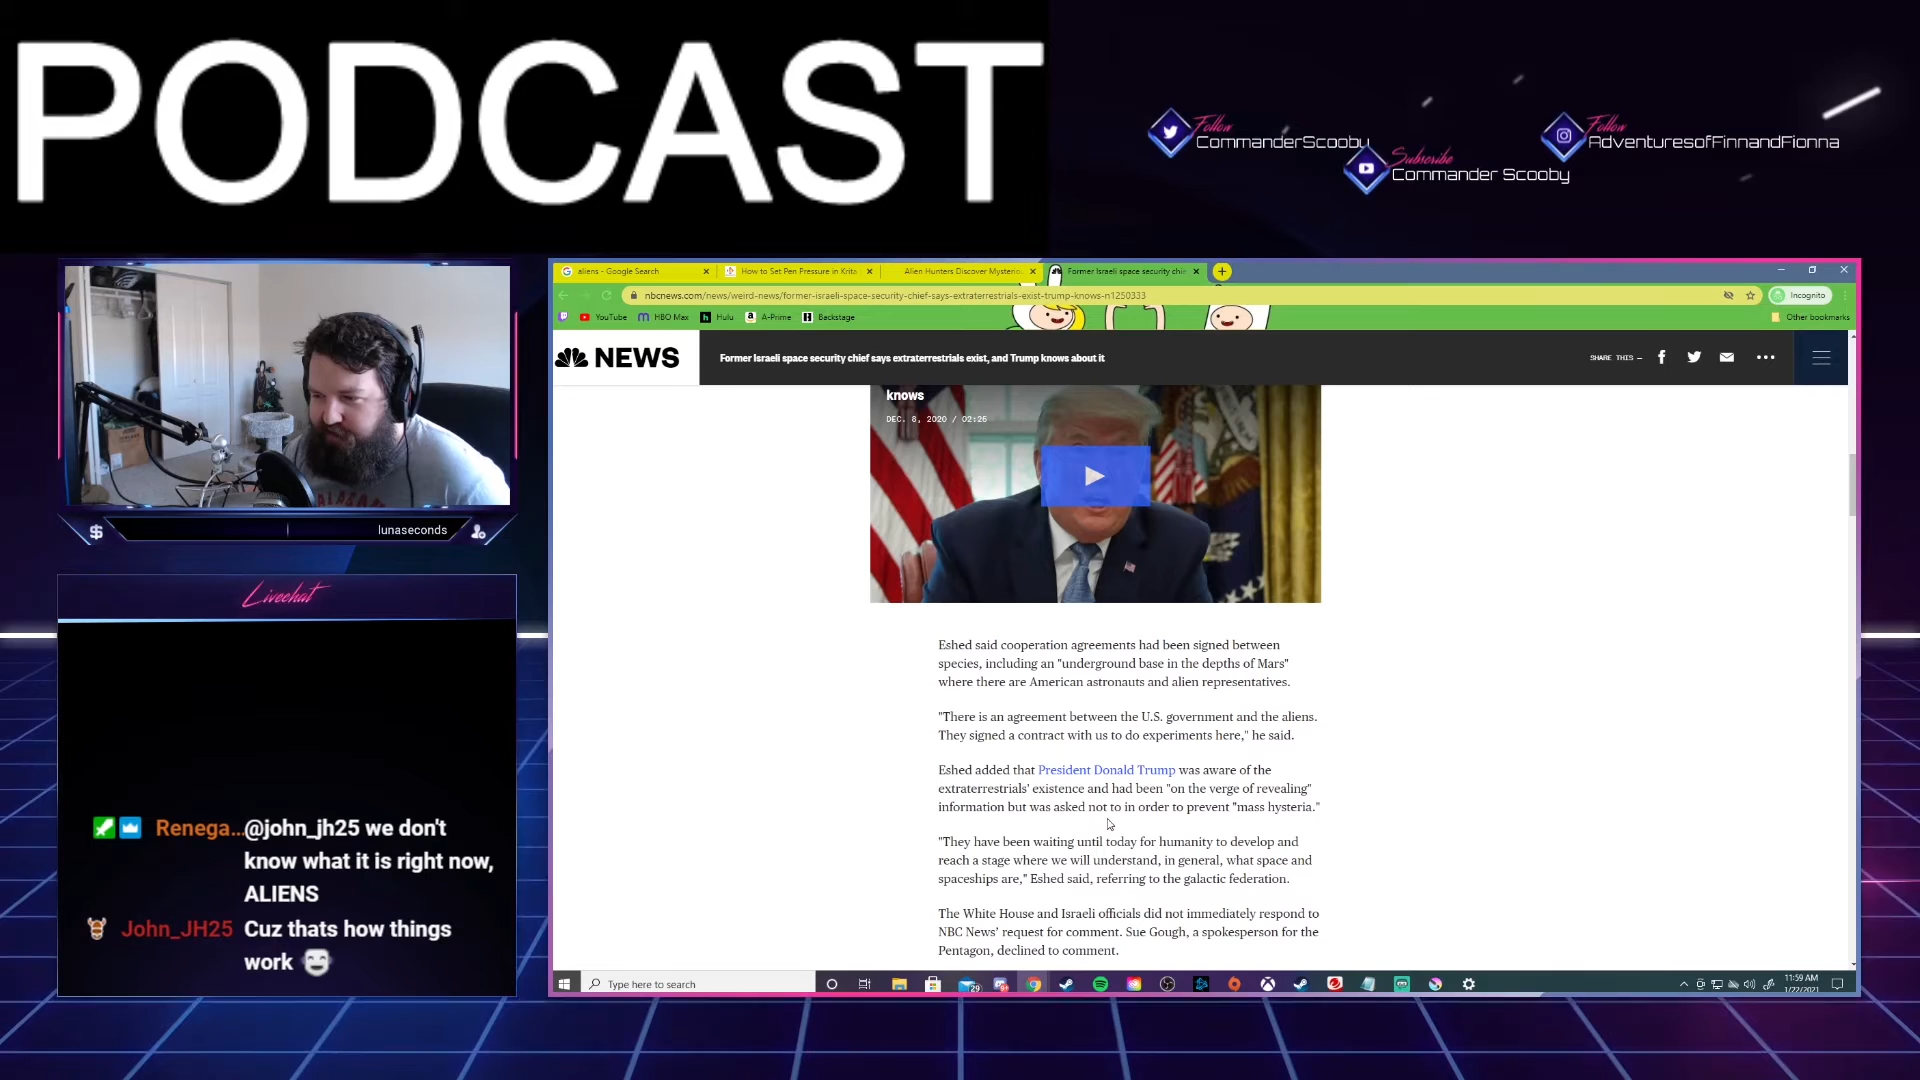 PODCAST
Follow
CommanderScooby
Subscribe
Commander Scooby
Follow
AdventuresofFinnandFionna
aliens - Google Search
How to Set Pen Pressure in Krita
Alien Hunters Discover Mysterio
Former Israeli space security chie
nbcnews.com/news/weird-news/former-israeli-space-security-chief-says-extraterrestrials-exist-trump-knows-n1250333
Incognito
YouTube
HBO Max
Hulu
A-Prime
Backstage
Other bookmarks
NEWS
Former Israeli space security chief says extraterrestrials exist, and Trump knows about it
SHARE THIS —
knows
DEC. 8, 2020 / 02:25
Eshed said cooperation agreements had been signed between
species, including an "underground base in the depths of Mars"
where there are American astronauts and alien representatives.
"There is an agreement between the U.S. government and the aliens.
They signed a contract with us to do experiments here," he said.
Eshed added that President Donald Trump was aware of the
extraterrestrials' existence and had been "on the verge of revealing"
information but was asked not to in order to prevent "mass hysteria."
"They have been waiting until today for humanity to develop and
reach a stage where we will understand, in general, what space and
spaceships are," Eshed said, referring to the galactic federation.
The White House and Israeli officials did not immediately respond to
NBC News’ request for comment. Sue Gough, a spokesperson for the
Pentagon, declined to comment.
lunaseconds
Livechat
Renega...@john_jh25 we don't
know what it is right now,
ALIENS
John_JH25 Cuz thats how things
work
Type here to search
29
11:59 AM
1/22/2021